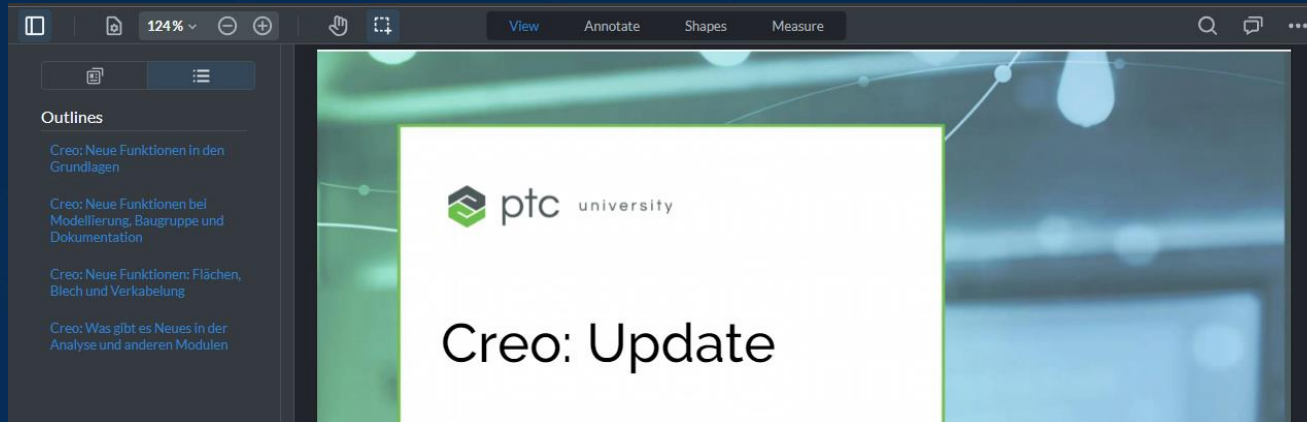 124%
View
Annotate
Shapes
Measure
Outlines
Creo: Neue Funktionen in den
Grundlagen
Creo: Neue Funktionen bei
Modellierung, Baugruppe und
Dokumentation
Creo: Neue Funktionen: Flächen,
Blech und Verkabelung
Creo: Was gibt es Neues in der
Analyse und anderen Modulen
ptc university
Creo: Update